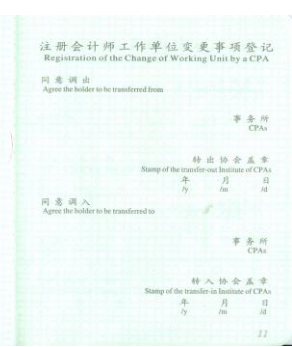 注册会计师工作单位变更事项登记
Registration of the Change of Working Unit by a CPA
同意调出
Agree the holder to be transferred from
事务所
CPAs
转出协会盖章
Stamp of the transfer-out Institute of CPAs
年 月 日
/y /m /d
同意调入
Agree the holder to be transferred to
事务所
CPAs
转入协会盖章
Stamp of the transfer-in Institute of CPAs
年 月 日
/y /m /d
11